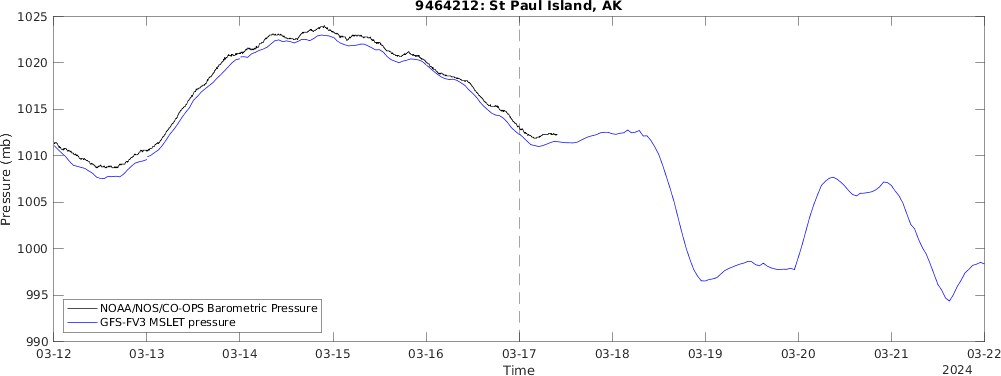 9464212: St Paul Island, AK
1025
1020
1015
1010
1005
1000
995
990
Pressure (mb)
NOAA/NOS/CO-OPS Barometric Pressure
GFS-FV3 MSLET pressure
03-12 03-13 03-14 03-15 03-16 03-17 03-18 03-19 03-20 03-21 03-22
Time
2024